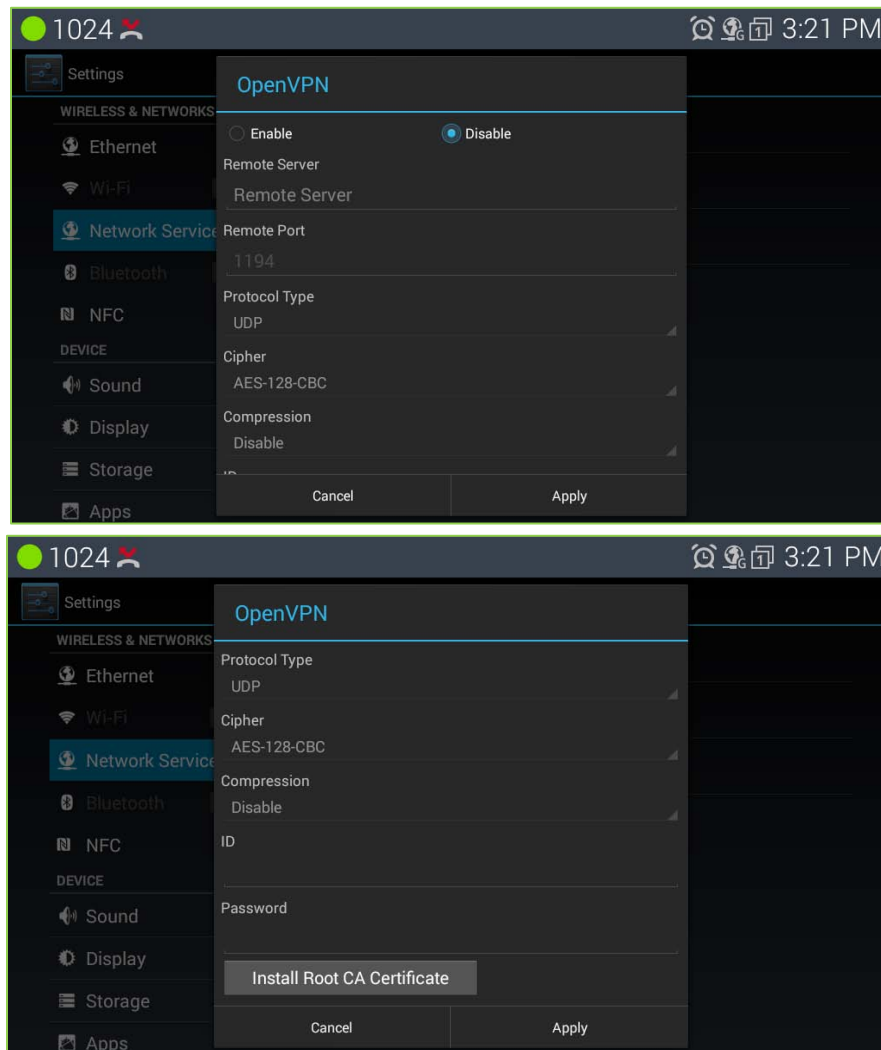 1024 3:21 PM
Settings
OpenVPN
WIRELESS & NETWORKS
Enable Disable
Ethernet
Remote Server
Wi-Fi
Remote Server
Network Service
Remote Port
1194
Bluetooth
Protocol Type
NFC
UDP
DEVICE
Cipher
Sound
AES-128-CBC
Compression
Display
Disable
Storage
ID
Cancel Apply
Apps
1024 3:21 PM
Settings
OpenVPN
WIRELESS & NETWORKS
Protocol Type
Ethernet
UDP
Wi-Fi
Cipher
Network Service
AES-128-CBC
Compression
Bluetooth
Disable
NFC
ID
DEVICE
Sound
Password
Display
Install Root CA Certificate
Storage
Cancel Apply
Apps